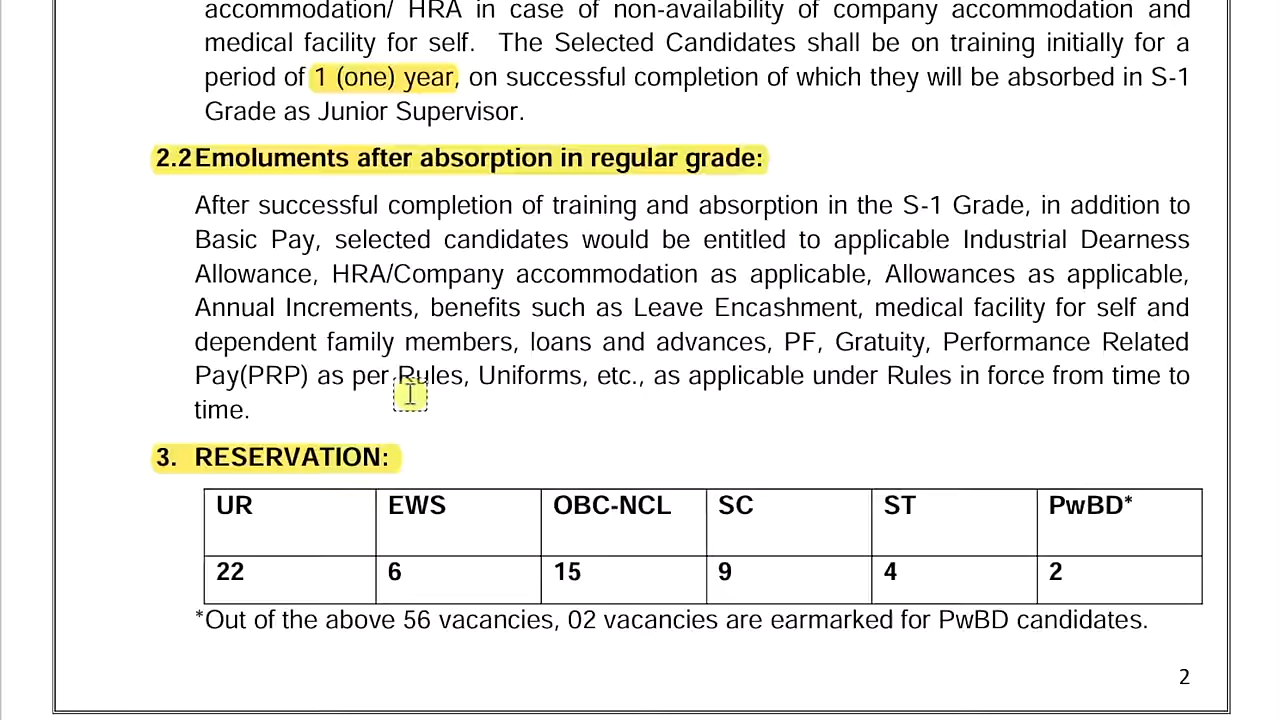 accommodation/ HRA in case of non-availability of company accommodation and
medical facility for self. The Selected Candidates shall be on training initially for a
period of 1 (one) year, on successful completion of which they will be absorbed in S-1
Grade as Junior Supervisor.
2.2 Emoluments after absorption in regular grade:
After successful completion of training and absorption in the S-1 Grade, in addition to
Basic Pay, selected candidates would be entitled to applicable Industrial Dearness
Allowance, HRA/Company accommodation as applicable, Allowances as applicable,
Annual Increments, benefits such as Leave Encashment, medical facility for self and
dependent family members, loans and advances, PF, Gratuity, Performance Related
Pay(PRP) as per Rules, Uniforms, etc., as applicable under Rules in force from time to
time.
3. RESERVATION:
UR EWS OBC-NCL SC ST PwBD*
22 6 15 9 4 2
*Out of the above 56 vacancies, 02 vacancies are earmarked for PwBD candidates.
2